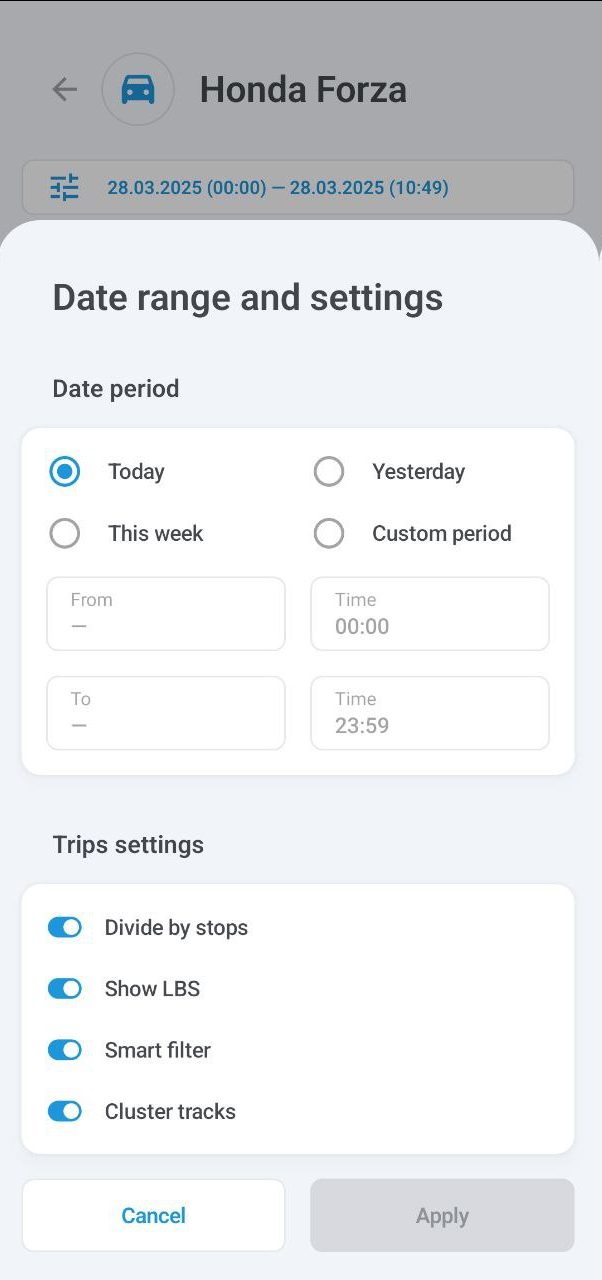 Honda Forza
28.03.2025 (00:00) — 28.03.2025 (10:49)
Date range and settings
Date period
Today
Yesterday
This week
Custom period
From
—
Time
00:00
To
—
Time
23:59
Trips settings
Divide by stops
Show LBS
Smart filter
Cluster tracks
Cancel
Apply